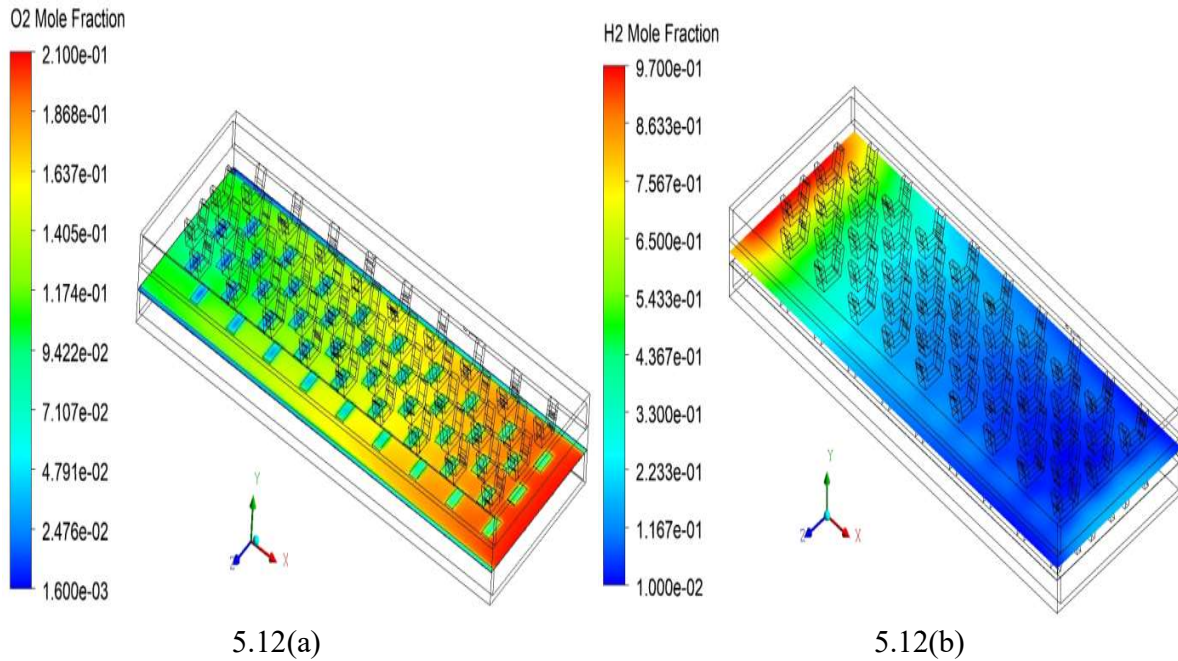 O2 Mole Fraction
2.100e-01
1.868e-01
1.637e-01
1.405e-01
1.174e-01
9.422e-02
7.107e-02
4.791e-02
2.476e-02
1.600e-03
Y
Z
X
5.12(a)
H2 Mole Fraction
9.700e-01
8.633e-01
7.567e-01
6.500e-01
5.433e-01
4.367e-01
3.300e-01
2.233e-01
1.167e-01
1.000e-02
Y
Z
X
5.12(b)